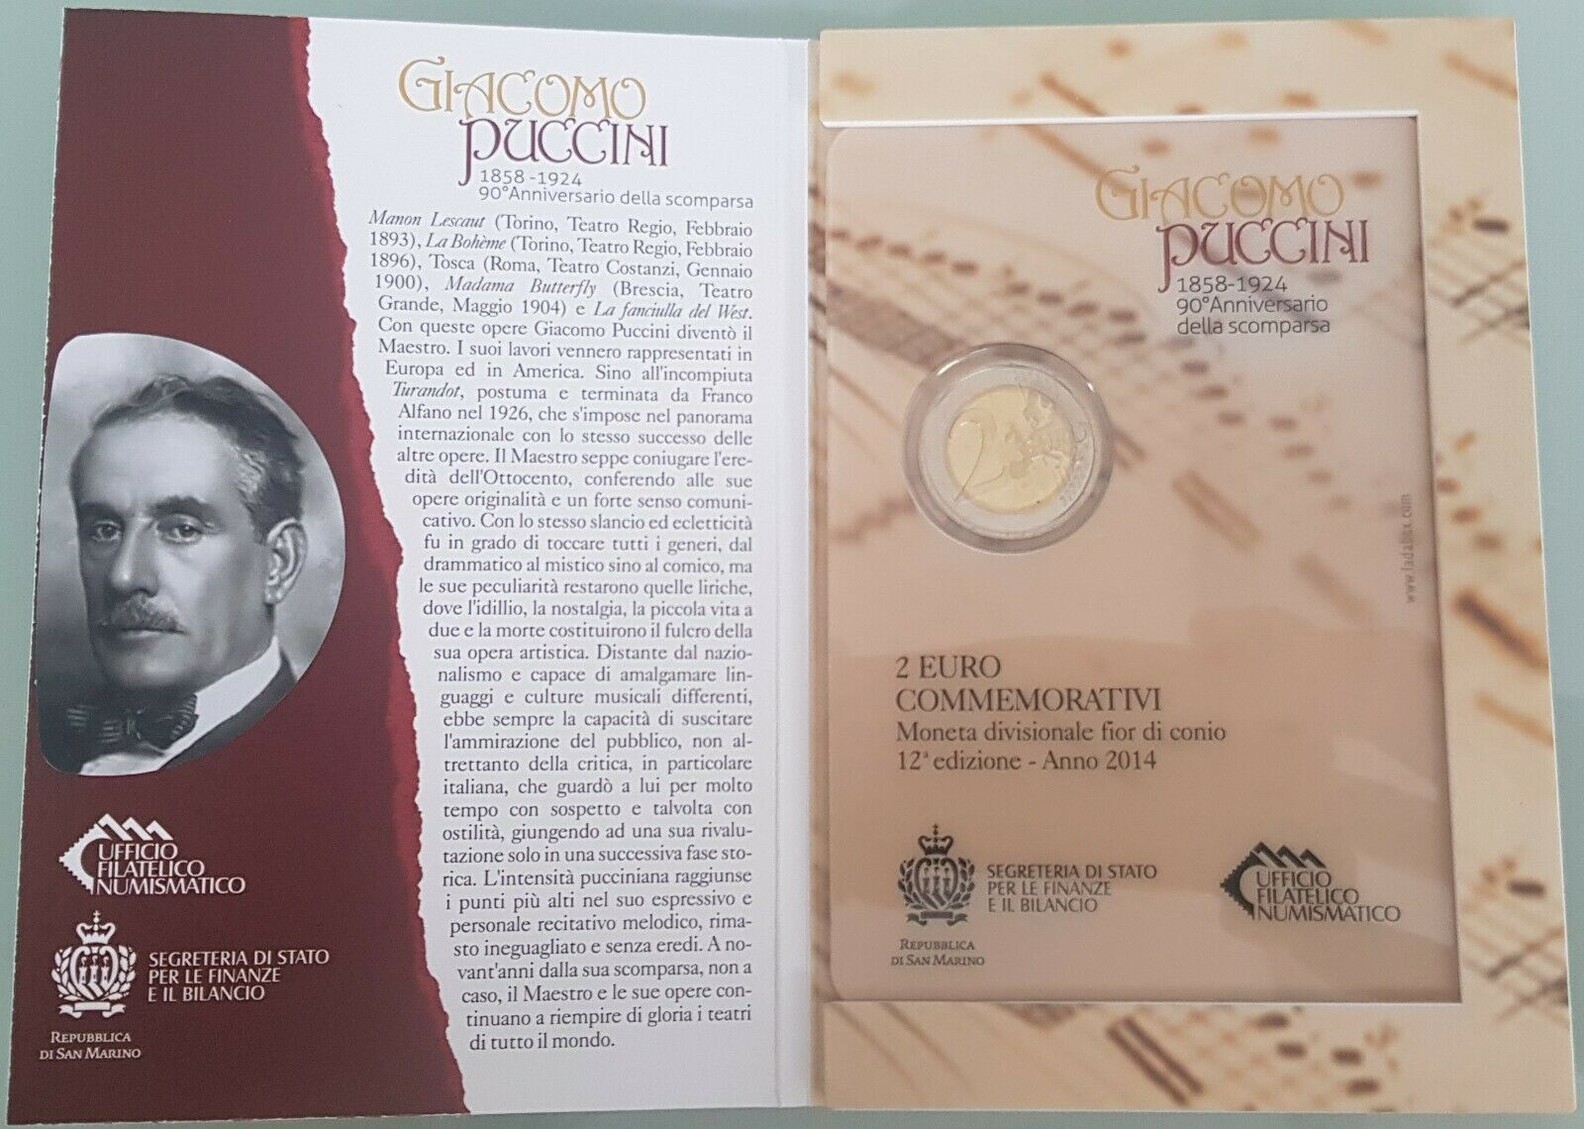 GIACOMO
PUCCINI
1858-1924
90°Anniversario della scomparsa
Manon Lescaut (Torino, Teatro Regio, Febbraio
1893), La Bohème (Torino, Teatro Regio, Febbraio
1896), Tosca (Roma, Teatro Costanzi, Gennaio
1900), Madama Butterfly (Brescia, Teatro
Grande, Maggio 1904) e La fanciulla del West.
Con queste opere Giacomo Puccini diventò il
Maestro. I suoi lavori vennero rappresentati in
Europa ed in America. Sino all'incompiuta
Turandot, postuma e terminata da Franco
Alfano nel 1926, che s'impose nel panorama
internazionale con lo stesso successo delle
altre opere. Il Maestro seppe coniugare l'ere-
dità dell'Ottocento, conferendo alle sue
opere originalità e un forte senso comuni-
cativo. Con lo stesso slancio ed eccletticità
fu in grado di toccare tutti i generi, dal
drammatico al mistico sino al comico, ma
le sue peculiarità restarono quelle liriche,
dove l'idillio, la nostalgia, la piccola vita a
due e la morte costituirono il fulcro della
sua opera artistica. Distante dal nazio-
nalismo e capace di amalgamare lin-
guaggi e culture musicali differenti,
ebbe sempre la capacità di suscitare
l'ammirazione del pubblico, non al-
trettanto della critica, in particolare
italiana, che guardò a lui per molto
tempo con sospetto e talvolta con
ostilità, giungendo ad una sua rivalu-
tazione solo in una successiva fase sto-
rica. L'intensità pucciniana raggiunse
i punti più alti nel suo espressivo e
personale recitativo melodico, rima-
sto ineguagliato e senza eredi. A no-
vant'anni dalla sua scomparsa, non a
caso, il Maestro e le sue opere con-
tinuano a riempire di gloria i teatri
di tutto il mondo.
UFFICIO
FILATELICO
NUMISMATICO
SEGRETERIA DI STATO
PER LE FINANZE
E IL BILANCIO
REPUBBLICA
DI SAN MARINO
GIACOMO
PUCCINI
1858-1924
90°Anniversario
della scomparsa
2
www.ladabox.com
2 EURO
COMMEMORATIVI
Moneta divisionale fior di conio
12ª edizione - Anno 2014
SEGRETERIA DI STATO
PER LE FINANZE
E IL BILANCIO
REPUBBLICA
DI SAN MARINO
UFFICIO
FILATELICO
NUMISMATICO